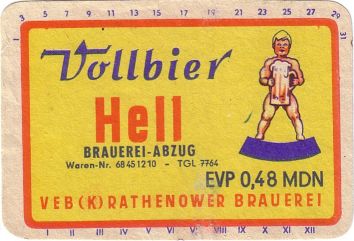 1 3 5 7 9 11 13 15 17 19 21 23 25 27 29 31
Vollbier
Hell
BRAUEREI-ABZUG
Waren-Nr. 68451210 - TGL 7764
EVP 0,48 MDN
VEB (K) RATHENOWER BRAUEREI
I II III IV V VI VII VIII IX X XI XII